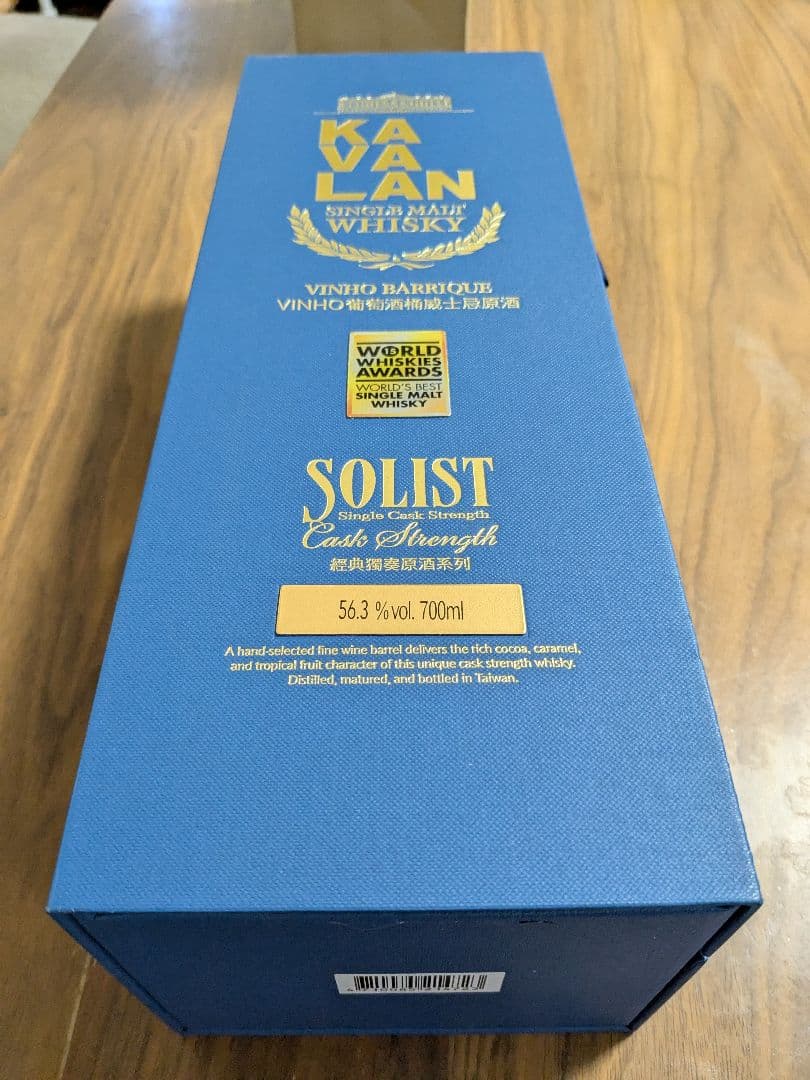 KA
VA
LAN
SINGLE MALT
WHISKY
VINHO BARRIQUE
VINHO葡萄酒桶威士忌原酒
WORLD
WHISKIES
AWARDS
WORLD'S BEST
SINGLE MALT
WHISKY
SOLIST
Single Cask Strength
Cask Strength
經典獨奏原酒系列
56.3 %vol. 700ml
A hand-selected fine wine barrel delivers the rich cocoa, caramel,
and tropical fruit character of this unique cask strength whisky.
Distilled, matured, and bottled in Taiwan.